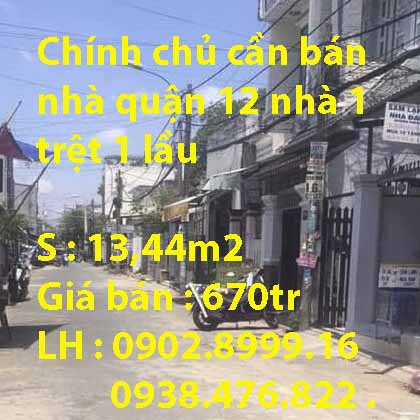 Chính chủ cần bán
nhà quận 12 nhà 1
trệt 1 lầu
S : 13,44m2
Giá bán : 670tr
LH : 0902.8999.16
0938.476.822 .